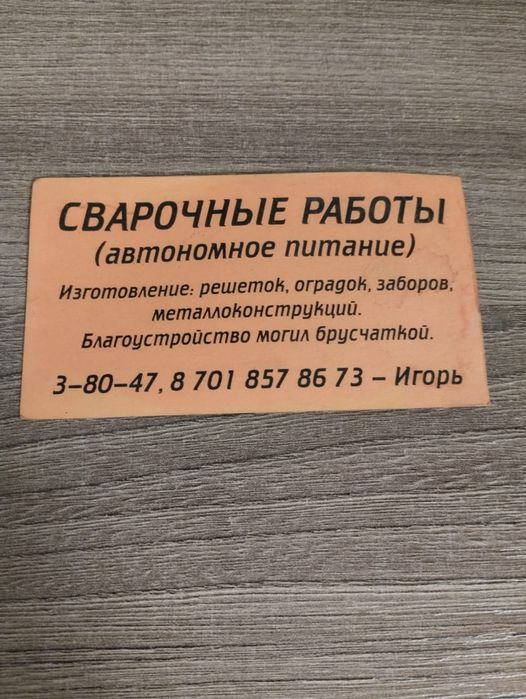 СВАРОЧНЫЕ РАБОТЫ
(автономное питание)
Изготовление: решеток, оградок, заборов,
металлоконструкций.
Благоустройство могил брусчаткой.
3-80-47, 8 701 857 86 73 – Игорь